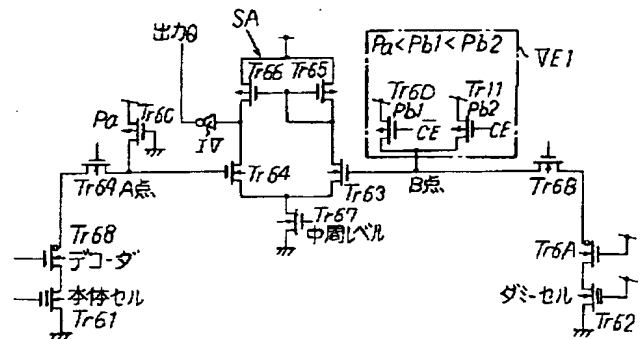 出力θ
SA
Pa<Pb1<Pb2
VE1
Tr66
Tr65
Tr6D
Tr11
Pa
Tr6C
Pb1
Pb2
CE
CE
IV
Tr69
A点
Tr64
Tr63
B点
Tr6B
Tr67
中間レベル
Tr68
デコーダ
Tr6A
本体セル
ダミーセル
Tr61
Tr62